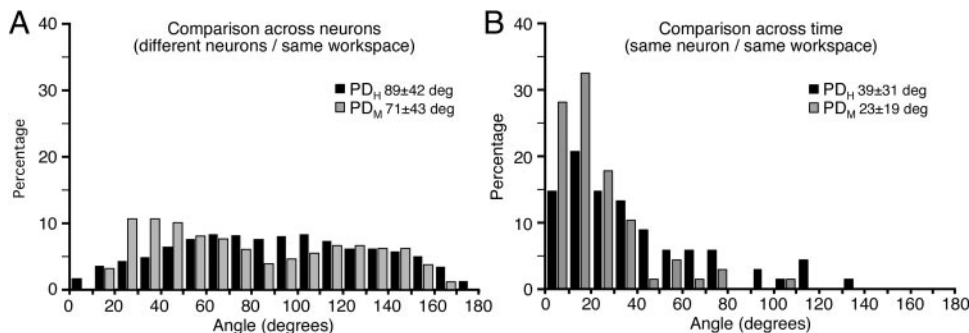 A
Comparison across neurons
(different neurons / same workspace)
PDH 89±42 deg
PDM 71±43 deg
Percentage
40
30
20
10
0
0 20 40 60 80 100 120 140 160 180
Angle (degrees)
B
Comparison across time
(same neuron / same workspace)
PDH 39±31 deg
PDM 23±19 deg
Percentage
40
30
20
10
0
0 20 40 60 80 100 120 140 160 180
Angle (degrees)